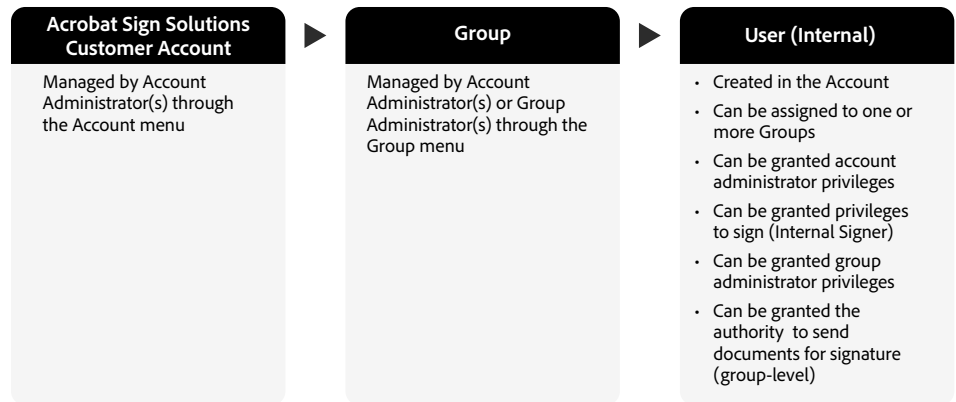 Acrobat Sign Solutions
Customer Account
Managed by Account
Administrator(s) through
the Account menu
Group
Managed by Account
Administrator(s) or Group
Administrator(s) through the
Group menu
User (Internal)
• Created in the Account
• Can be assigned to one or
more Groups
• Can be granted account
administrator privileges
• Can be granted privileges
to sign (Internal Signer)
• Can be granted group
administrator privileges
• Can be granted the
authority  to send
documents for signature
(group-level)